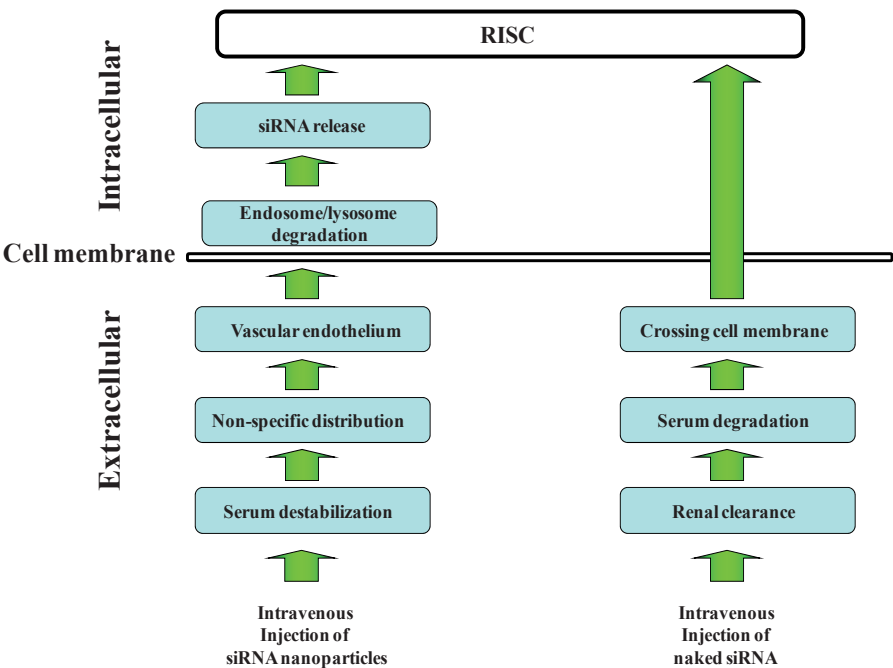 RISC
Intracellular
siRNA release
Endosome/lysosome
degradation
Cell membrane
Extracellular
Vascular endothelium
Crossing cell membrane
Non-specific distribution
Serum degradation
Serum destabilization
Renal clearance
Intravenous
Injection of
siRNA nanoparticles
Intravenous
Injection of
naked siRNA